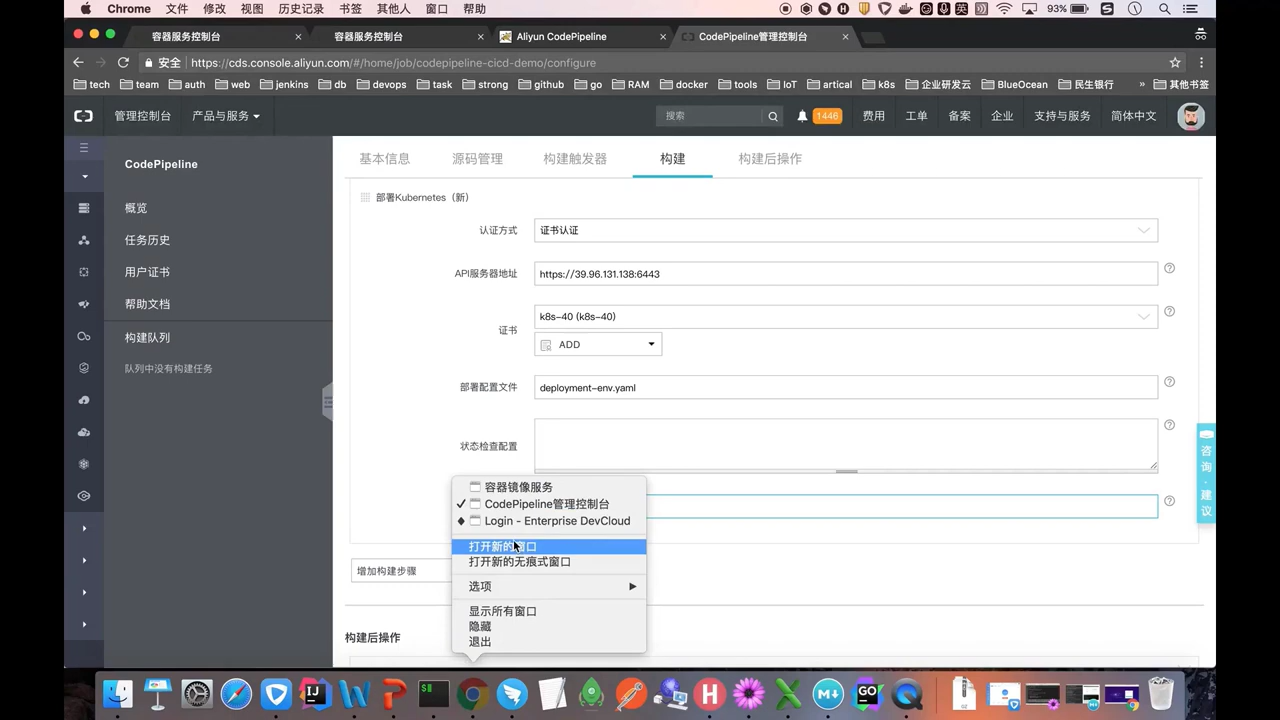 Chrome 文件 修改 视图 历史记录 书签 其他人 窗口 帮助 93%
容器服务控制台 容器服务控制台 Aliyun CodePipeline CodePipeline管理控制台
安全 https://cds.console.aliyun.com/#/home/job/codepipeline-cicd-demo/configure
tech team auth web jenkins db devops task strong github go RAM docker tools IoT artical k8s 企业研发云 BlueOcean 民生银行 » 其他书签
管理控制台 产品与服务 搜索 1446 费用 工单 备案 企业 支持与服务 简体中文
CodePipeline
概览
任务历史
用户证书
帮助文档
构建队列
队列中没有构建任务
基本信息 源码管理 构建触发器 构建 构建后操作
部署Kubernetes（新）
认证方式 证书认证
API服务器地址 https://39.96.131.138:6443
证书 k8s-40 (k8s-40)
ADD
部署配置文件 deployment-env.yaml
状态检查配置
容器镜像服务
CodePipeline管理控制台
Login - Enterprise DevCloud
打开新的窗口
打开新的无痕式窗口
选项
显示所有窗口
隐藏
退出
增加构建步骤
构建后操作
咨询·建议